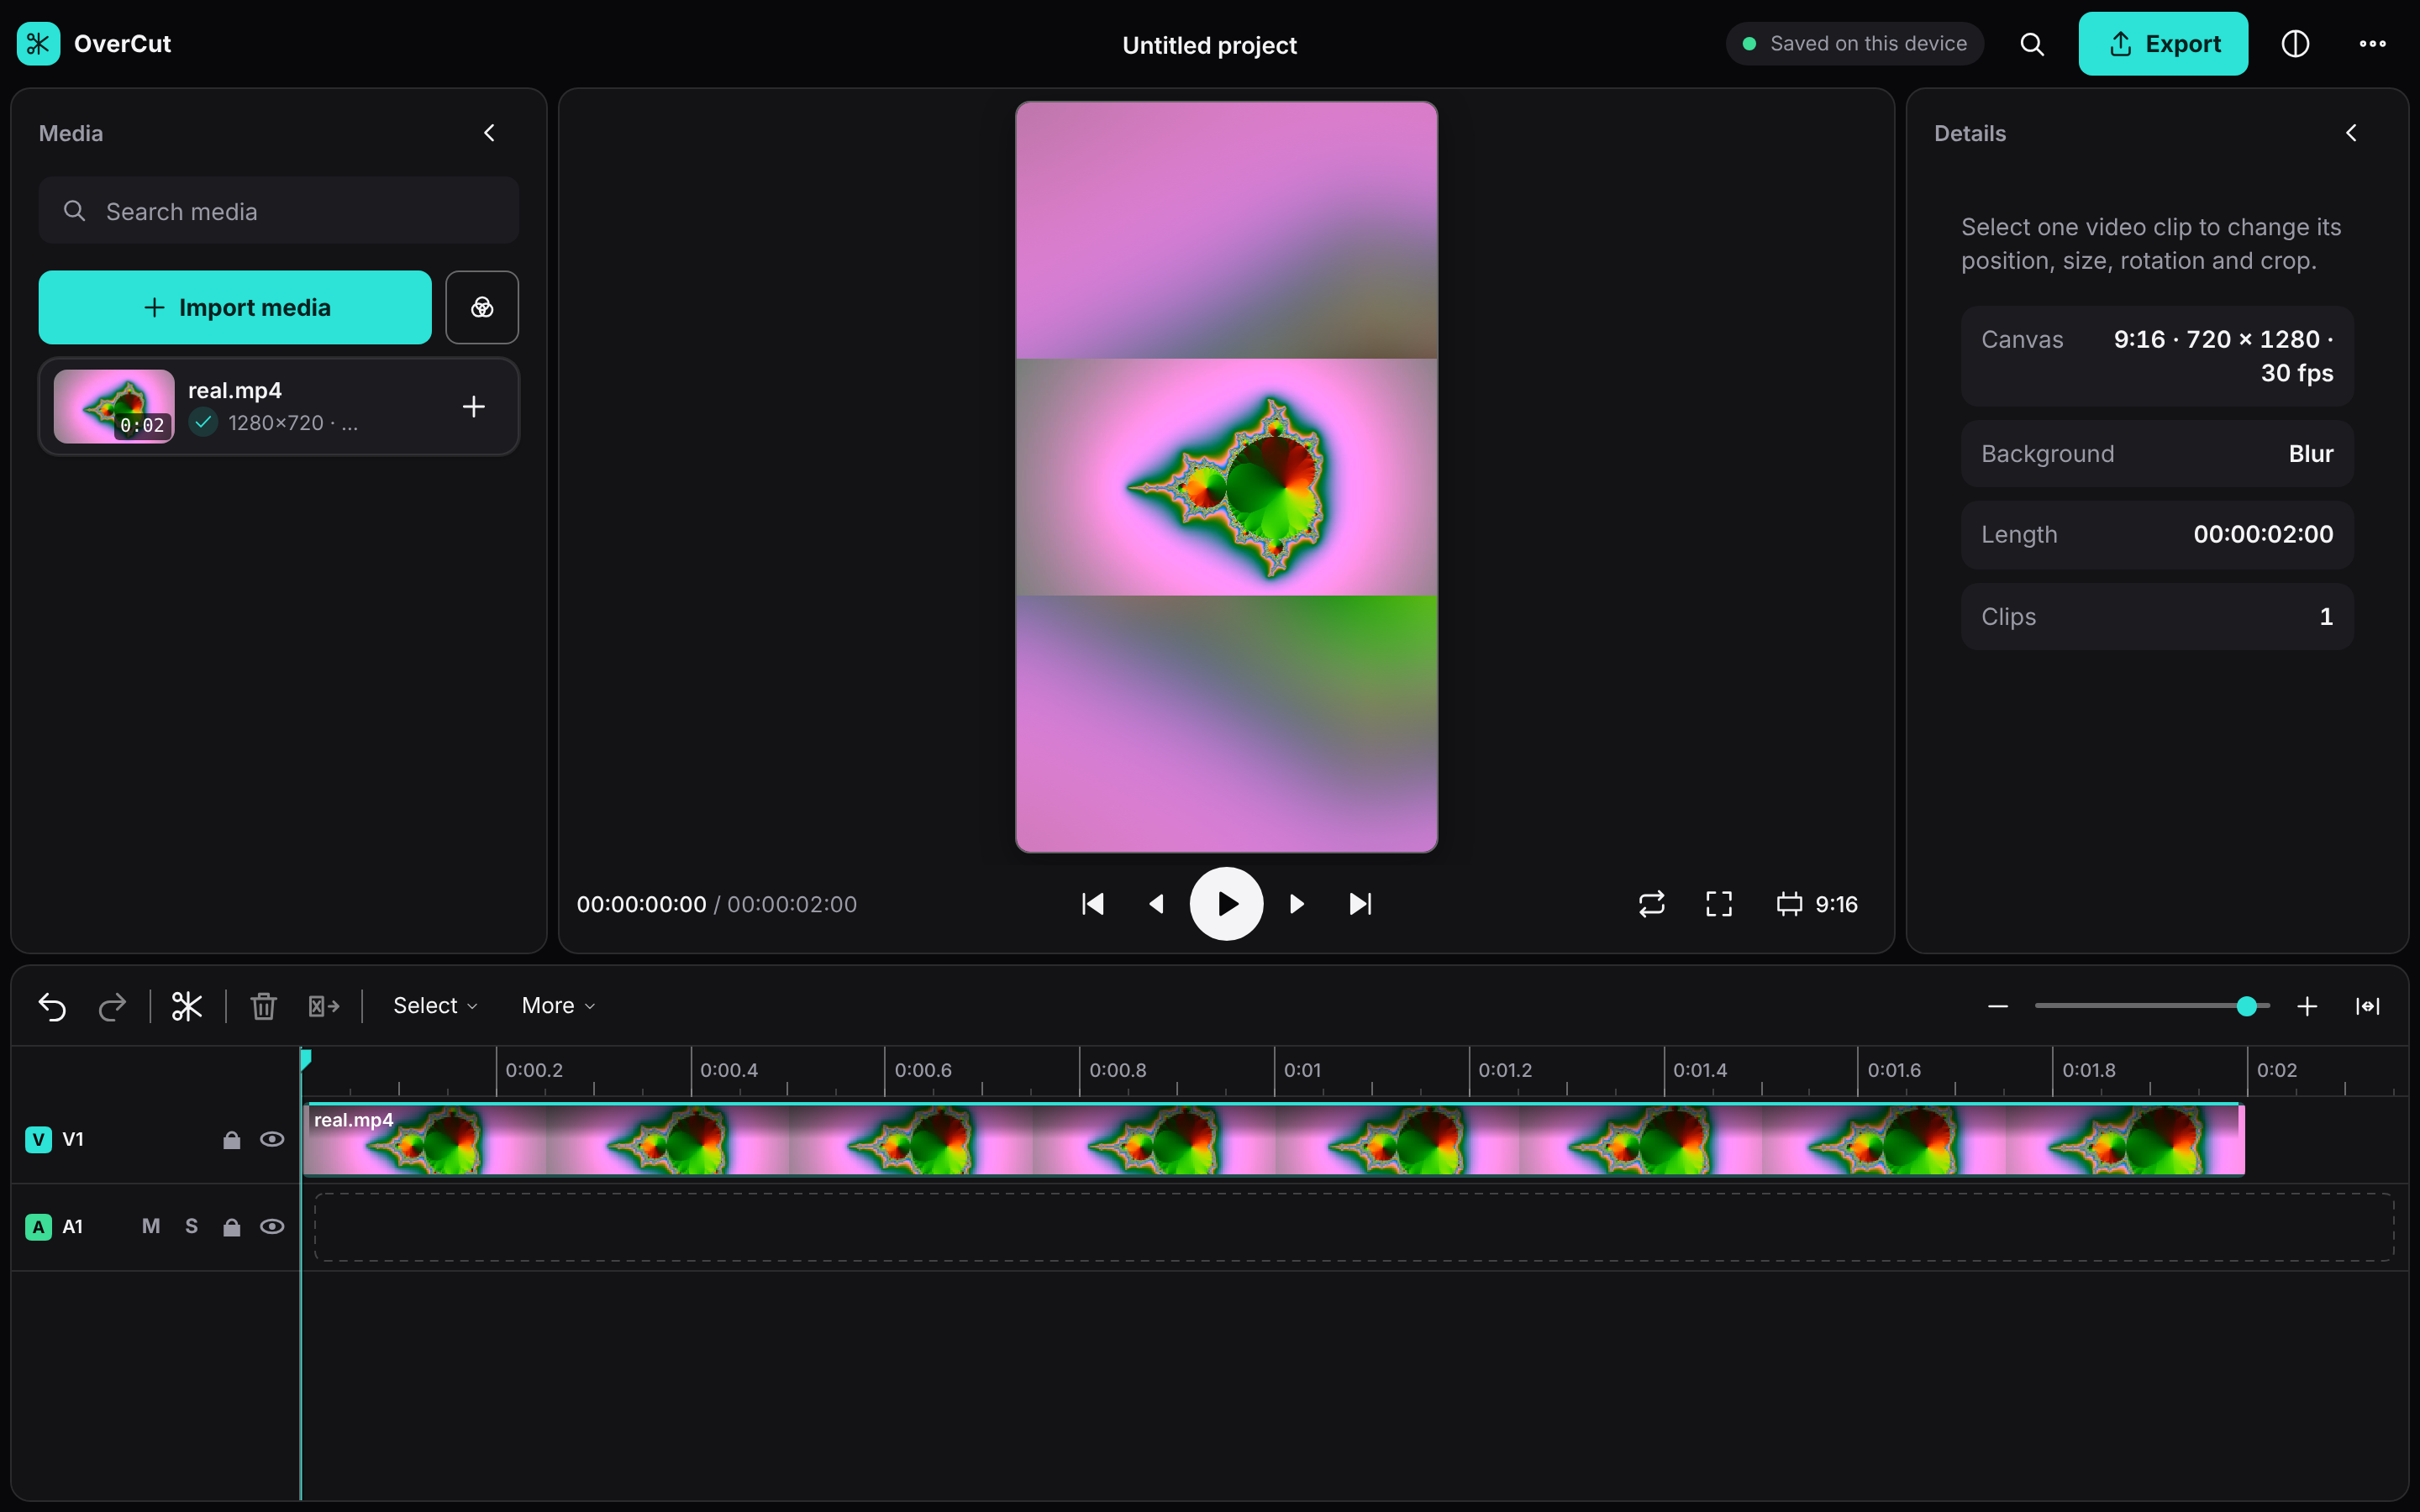 OverCut
Untitled project
Saved on this device
Export
Media
Search media
Import media
0:02
real.mp4
1280×720 · ...
00:00:00:00 / 00:00:02:00
9:16
Details
Select one video clip to change its
position, size, rotation and crop.
Canvas
9:16 · 720 × 1280 ·
30 fps
Background
Blur
Length
00:00:02:00
Clips
1
Select
More
0:00.2
0:00.4
0:00.6
0:00.8
0:01
0:01.2
0:01.4
0:01.6
0:01.8
0:02
V V1
real.mp4
A A1 M S